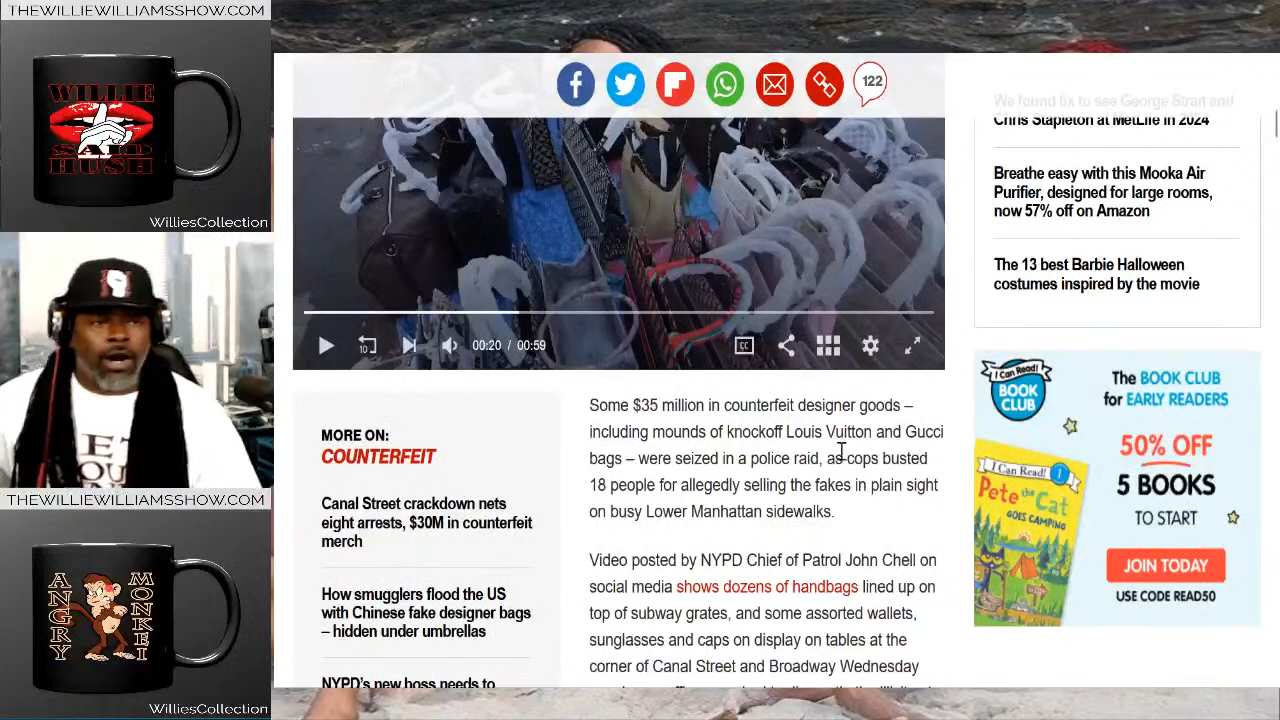 THEWILLIEWILLIAMSSHOW.COM
WILLIE
SAID
HUSH
WilliesCollection
THEWILLIEWILLIAMSSHOW.COM
ANGRY
MONKEI
WilliesCollection
122
00:20 / 00:59
CC
10
MORE ON:
COUNTERFEIT
Canal Street crackdown nets
eight arrests, $30M in counterfeit
merch
How smugglers flood the US
with Chinese fake designer bags
– hidden under umbrellas
NYPD's new boss needs to
Some $35 million in counterfeit designer goods –
including mounds of knockoff Louis Vuitton and Gucci
bags – were seized in a police raid, as cops busted
18 people for allegedly selling the fakes in plain sight
on busy Lower Manhattan sidewalks.
Video posted by NYPD Chief of Patrol John Chell on
social media shows dozens of handbags lined up on
top of subway grates, and some assorted wallets,
sunglasses and caps on display on tables at the
corner of Canal Street and Broadway Wednesday
We found tix to see George Strait and
Chris Stapleton at MetLife in 2024
Breathe easy with this Mooka Air
Purifier, designed for large rooms,
now 57% off on Amazon
The 13 best Barbie Halloween
costumes inspired by the movie
I Can Read!
BOOK
CLUB
The BOOK CLUB
for EARLY READERS
50% OFF
5 BOOKS
TO START
JOIN TODAY
USE CODE READ50
I Can Read! 1
Pete the Cat
GOES CAMPING